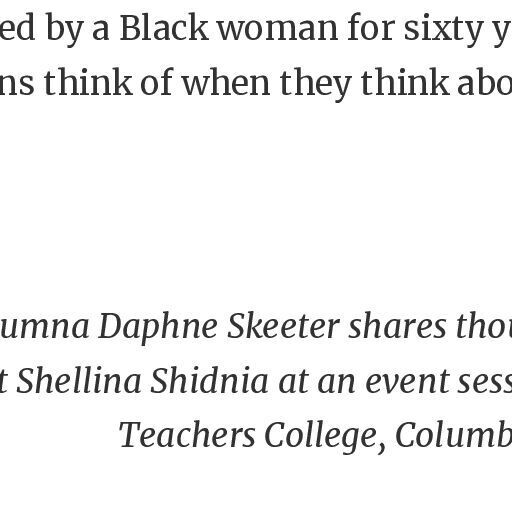 ed by a Black woman for sixty y
ns think of when they think abo
umna Daphne Skeeter shares thou
t Shellina Shidnia at an event sess
Teachers College, Columb